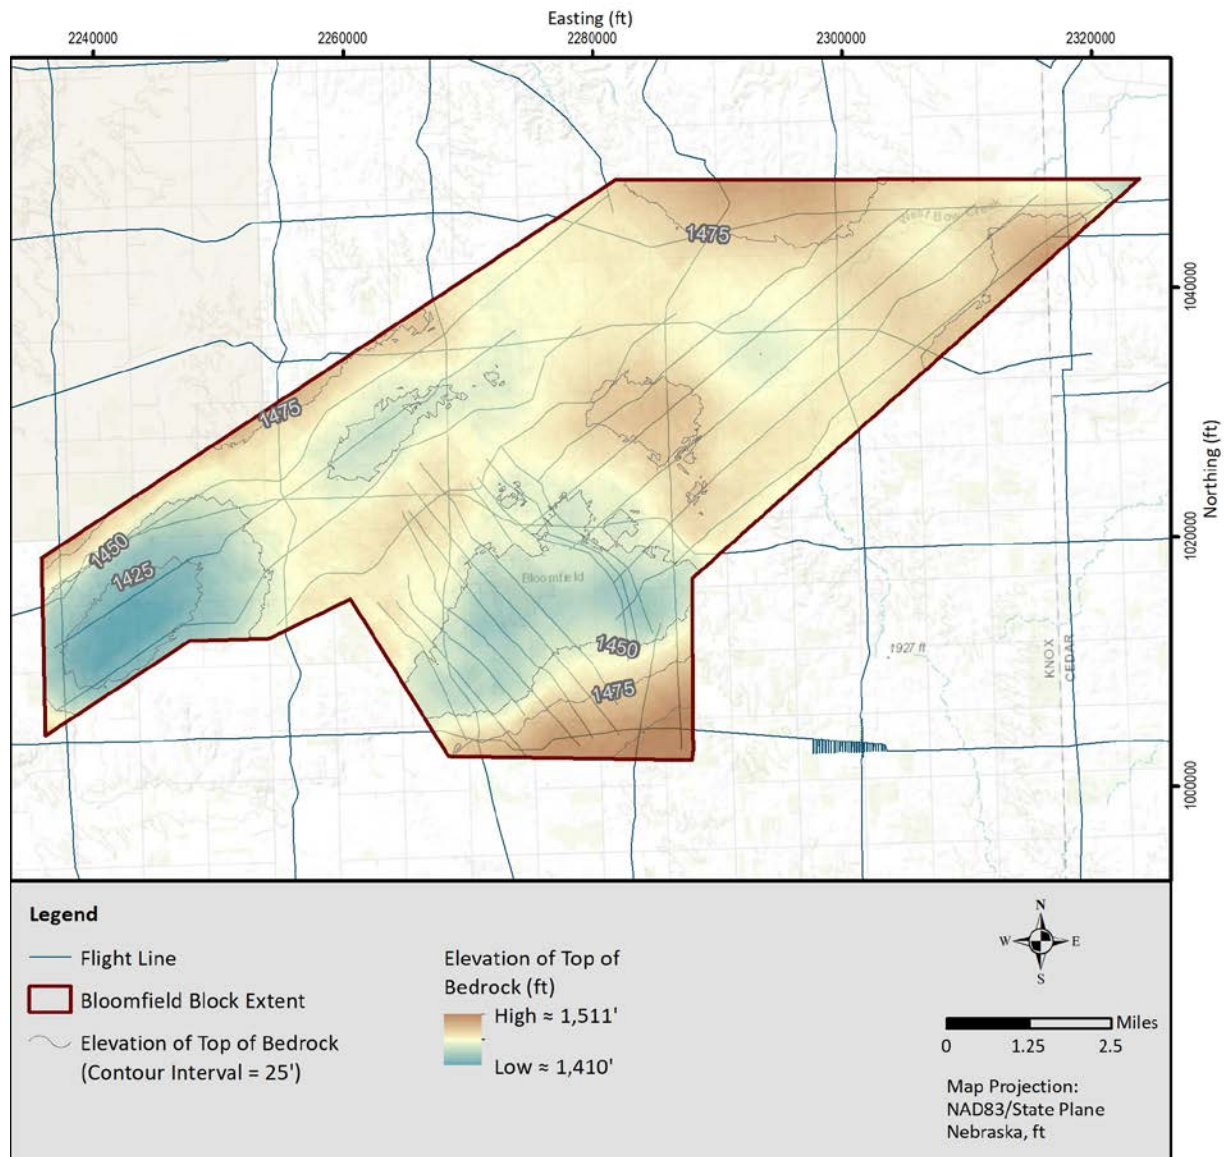 Easting (ft)
2240000
2260000
2280000
2300000
2320000
West Bow Creek
1475
1040000
Northing (ft)
1475
1450
1425
1020000
Bloomfield
1450
1475
1927 ft
KNOX
CEDAR
1000000
Legend
Flight Line
Bloomfield Block Extent
Elevation of Top of Bedrock
(Contour Interval = 25')
Elevation of Top of
Bedrock (ft)
High ≈ 1,511'
Low ≈ 1,410'
N
W
E
S
Miles
0
1.25
2.5
Map Projection:
NAD83/State Plane
Nebraska, ft